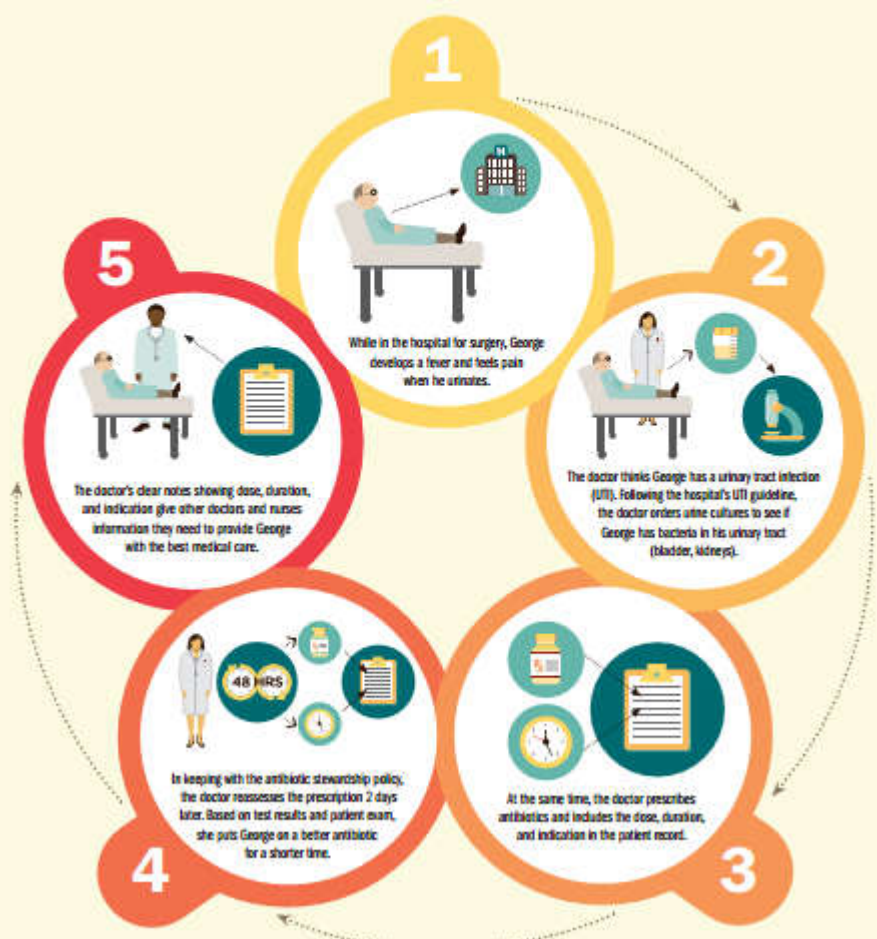 1
H
While in the hospital for surgery, George
develops a fever and feels pain
when he urinates.
2
The doctor thinks George has a urinary tract infection
(UTI). Following the hospital's UTI guideline,
the doctor orders urine cultures to see if
George has bacteria in his urinary tract
(bladder, kidneys).
3
At the same time, the doctor prescribes
antibiotics and includes the dose, duration,
and indication in the patient record.
4
48 HRS
In keeping with the antibiotic stewardship policy,
the doctor reassesses the prescription 2 days
later. Based on test results and patient exam,
she puts George on a better antibiotic
for a shorter time.
5
The doctor's clear notes showing dose, duration,
and indication give other doctors and nurses
information they need to provide George
with the best medical care.